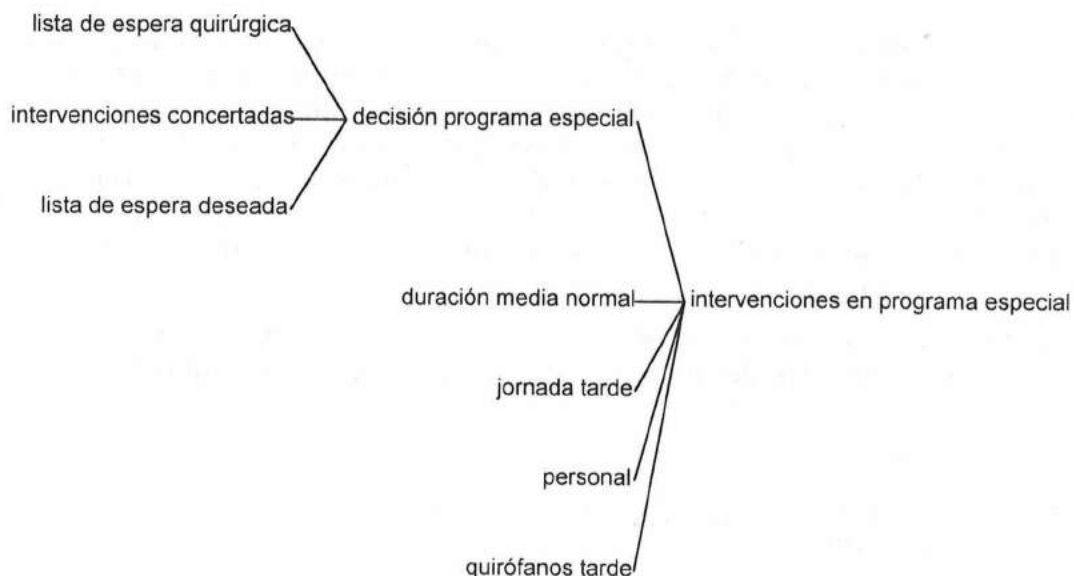 lista de espera quirúrgica
intervenciones concertadas
decisión programa especial
lista de espera deseada
duración media normal
intervenciones en programa especial
jornada tarde
personal
quirófanos tarde